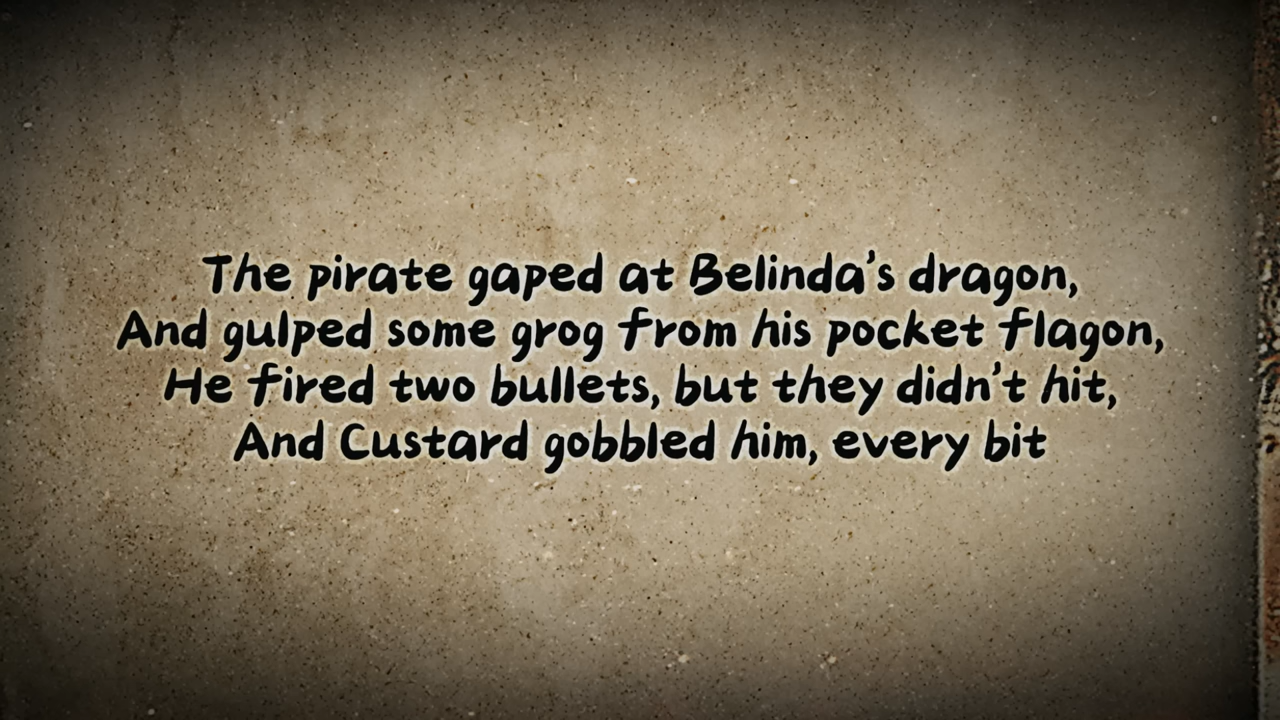 The pirate gaped at Belinda's dragon,
And gulped some grog from his pocket flagon,
He fired two bullets, but they didn't hit,
And Custard gobbled him, every bit